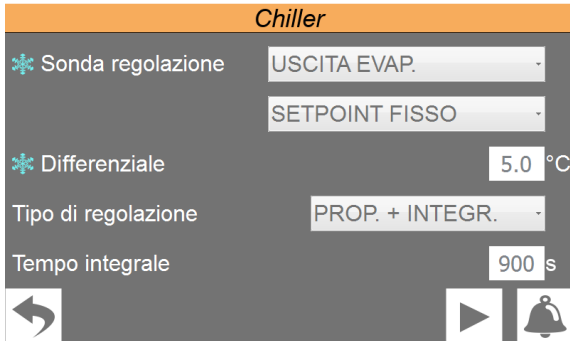 Chiller
Sonda regolazione USCITA EVAP.
SETPOINT FISSO
Differenziale 5.0 °C
Tipo di regolazione PROP. + INTEGR.
Tempo integrale 900 s